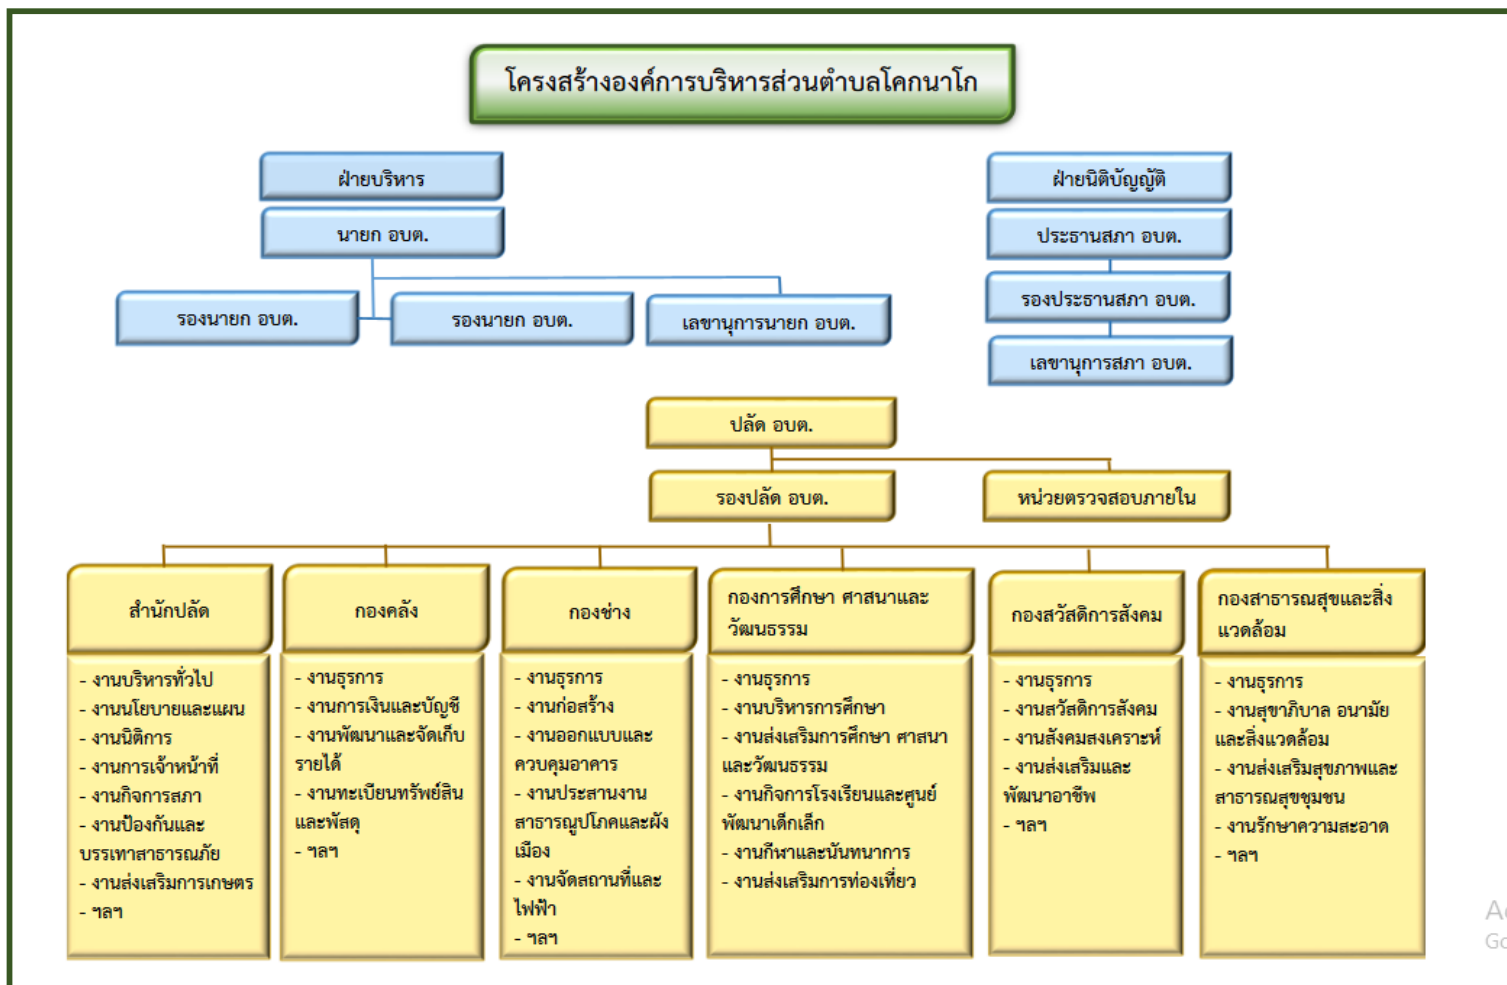 โครงสร้างองค์การบริหารส่วนตำบลโคกนาโก
ฝ่ายบริหาร
ฝ่ายนิติบัญญัติ
นายก อบต.
ประธานสภา อบต.
รองนายก อบต.
รองนายก อบต.
เลขานุการนายก อบต.
รองประธานสภา อบต.
เลขานุการสภา อบต.
ปลัด อบต.
รองปลัด อบต.
หน่วยตรวจสอบภายใน
สำนักปลัด
- งานบริหารทั่วไป
- งานนโยบายและแผน
- งานนิติการ
- งานการเจ้าหน้าที่
- งานกิจการสภา
- งานป้องกันและ
บรรเทาสาธารณภัย
- งานส่งเสริมการเกษตร
- ฯลฯ
กองคลัง
- งานธุรการ
- งานการเงินและบัญชี
- งานพัฒนาและจัดเก็บ
รายได้
- งานทะเบียนทรัพย์สิน
และพัสดุ
- ฯลฯ
กองช่าง
- งานธุรการ
- งานก่อสร้าง
- งานออกแบบและ
ควบคุมอาคาร
- งานประสานงาน
สาธารณูปโภคและผัง
เมือง
- งานจัดสถานที่และ
ไฟฟ้า
- ฯลฯ
กองการศึกษา ศาสนาและ
วัฒนธรรม
- งานธุรการ
- งานบริหารการศึกษา
- งานส่งเสริมการศึกษา ศาสนา
และวัฒนธรรม
- งานกิจการโรงเรียนและศูนย์
พัฒนาเด็กเล็ก
- งานกีฬาและนันทนาการ
- งานส่งเสริมการท่องเที่ยว
กองสวัสดิการสังคม
- งานธุรการ
- งานสวัสดิการสังคม
- งานสังคมสงเคราะห์
- งานส่งเสริมและ
พัฒนาอาชีพ
- ฯลฯ
กองสาธารณสุขและสิ่ง
แวดล้อม
- งานธุรการ
- งานสุขาภิบาล อนามัย
และสิ่งแวดล้อม
- งานส่งเสริมสุขภาพและ
สาธารณสุขชุมชน
- งานรักษาความสะอาด
- ฯลฯ